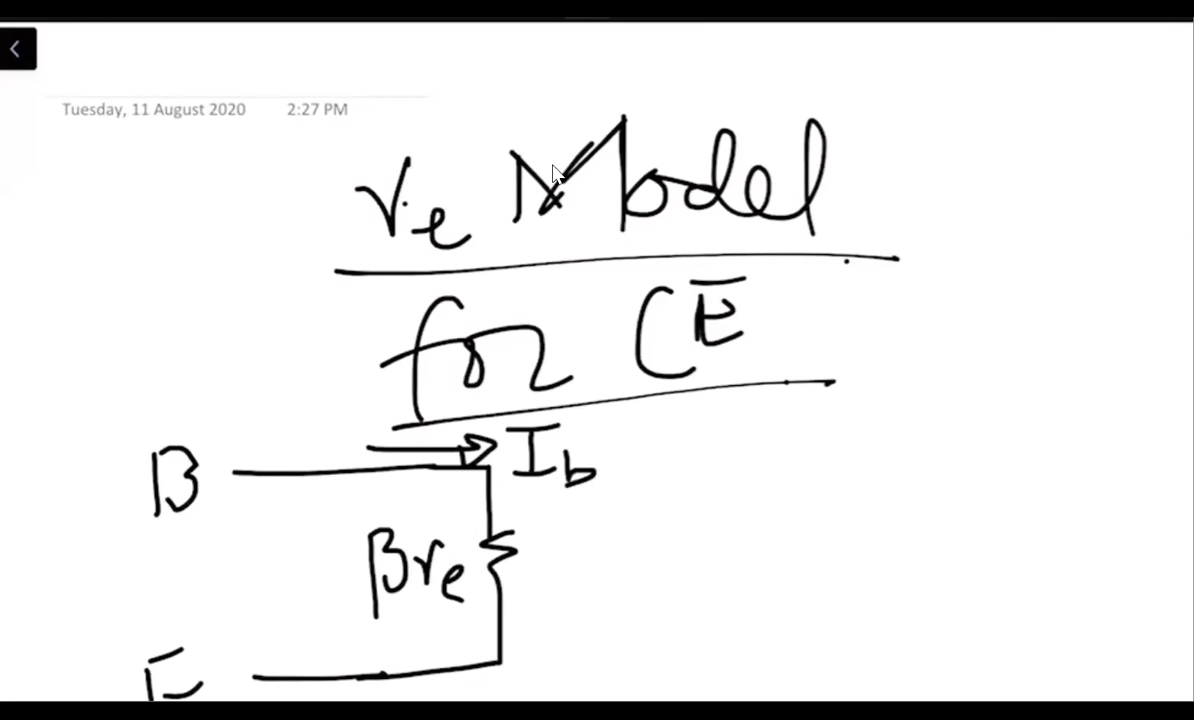 Tuesday, 11 August 2020 2:27 PM
re Model
for CE
Ib
B
βre
E